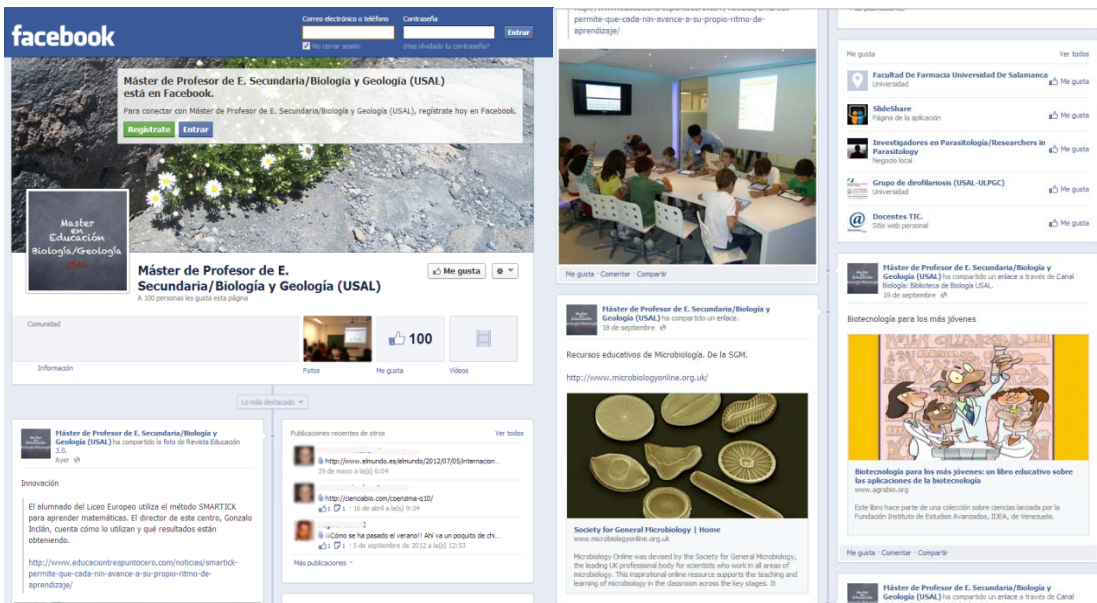 facebook
Correo electrónico o teléfono
Contraseña
Entrar
No cerrar sesión
¿Has olvidado tu contraseña?
Máster de Profesor de E. Secundaria/Biología y Geología (USAL)
está en Facebook.
Para conectar con Máster de Profesor de E. Secundaria/Biología y Geología (USAL), regístrate hoy en Facebook.
Regístrate
Entrar
Master
en
Educación
Biología/Geología
USAL
Máster de Profesor de E.
Secundaria/Biología y Geología (USAL)
A 100 personas les gusta esta página
Me gusta
Comunidad
100
Información
Fotos
Me gusta
Vídeos
Lo más destacado
Máster de Profesor de E. Secundaria/Biología y
Geología (USAL) ha compartido la foto de Revista Educación
3.0.
Ayer
Innovación
El alumnado del Liceo Europeo utiliza el método SMARTICK
para aprender matemáticas. El director de este centro, Gonzalo
Inclán, cuenta cómo lo utilizan y qué resultados están
obteniendo.
http://www.educaciontrespuntocero.com/noticias/smartick-
permite-que-cada-nin-avance-a-su-propio-ritmo-de-
aprendizaje/
Publicaciones recientes de otros
Ver todos
http://www.elmundo.es/elmundo/2012/07/05/internacion...
29 de mayo a la(s) 6:04
http://cienciabio.com/coenzima-q10/
1 1 · 16 de abril a la(s) 9:34
¡¡Cómo se ha pasado el verano!! Ahí va un poquito de chi...
1 1 · 5 de septiembre de 2012 a la(s) 12:53
Más publicaciones
permite-que-cada-nin-avance-a-su-propio-ritmo-de-
aprendizaje/
Me gusta · Comentar · Compartir
Máster de Profesor de E. Secundaria/Biología y
Geología (USAL) ha compartido un enlace.
18 de septiembre
Recursos educativos de Microbiología. De la SGM.
http://www.microbiologyonline.org.uk/
Society for General Microbiology | Home
www.microbiologyonline.org.uk
Microbiology Online was devised by the Society for General Microbiology,
the leading UK professional body for scientists who work in all areas of
microbiology. This inspirational online resource supports the teaching and
learning of microbiology in the classroom across the key stages. It
Me gusta
Ver todos
Facultad De Farmacia Universidad De Salamanca
Universidad
Me gusta
SlideShare
Página de la aplicación
Me gusta
Investigadores en Parasitología/Researchers in
Parasitology
Negocio local
Me gusta
Grupo de dirofilariosis (USAL-ULPGC)
Universidad
Me gusta
Docentes TIC.
Sitio web personal
Me gusta
Máster de Profesor de E. Secundaria/Biología y
Geología (USAL) ha compartido un enlace a través de Canal
Biología: Biblioteca de Biología USAL.
19 de septiembre
Biotecnología para los más jóvenes
Biotecnología para los más jóvenes: un libro educativo sobre
las aplicaciones de la biotecnología
www.agrobio.org
Este libro hace parte de una colección sobre ciencias lanzada por la
Fundación Instituto de Estudios Avanzados, IDEA, de Venezuela.
Me gusta · Comentar · Compartir
Máster de Profesor de E. Secundaria/Biología y
Geología (USAL) ha compartido un enlace a través de Canal